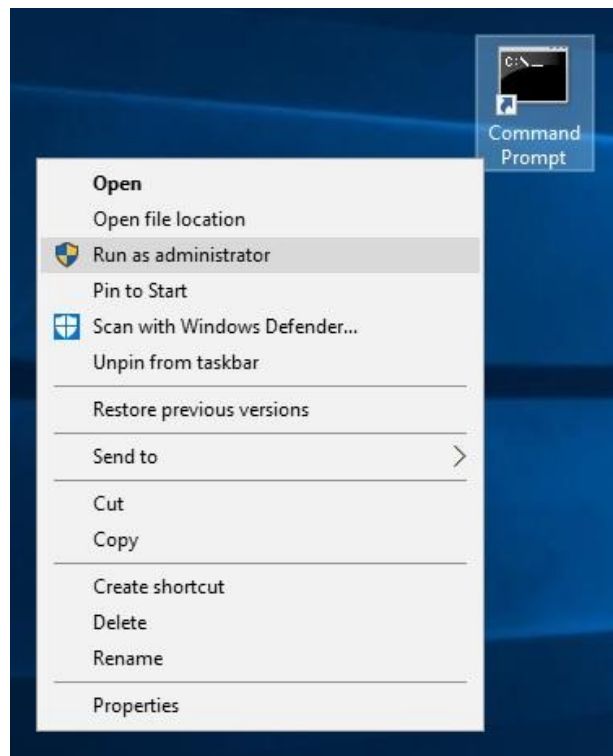 C:\_
Command
Prompt
Open
Open file location
Run as administrator
Pin to Start
Scan with Windows Defender...
Unpin from taskbar
Restore previous versions
Send to
Cut
Copy
Create shortcut
Delete
Rename
Properties